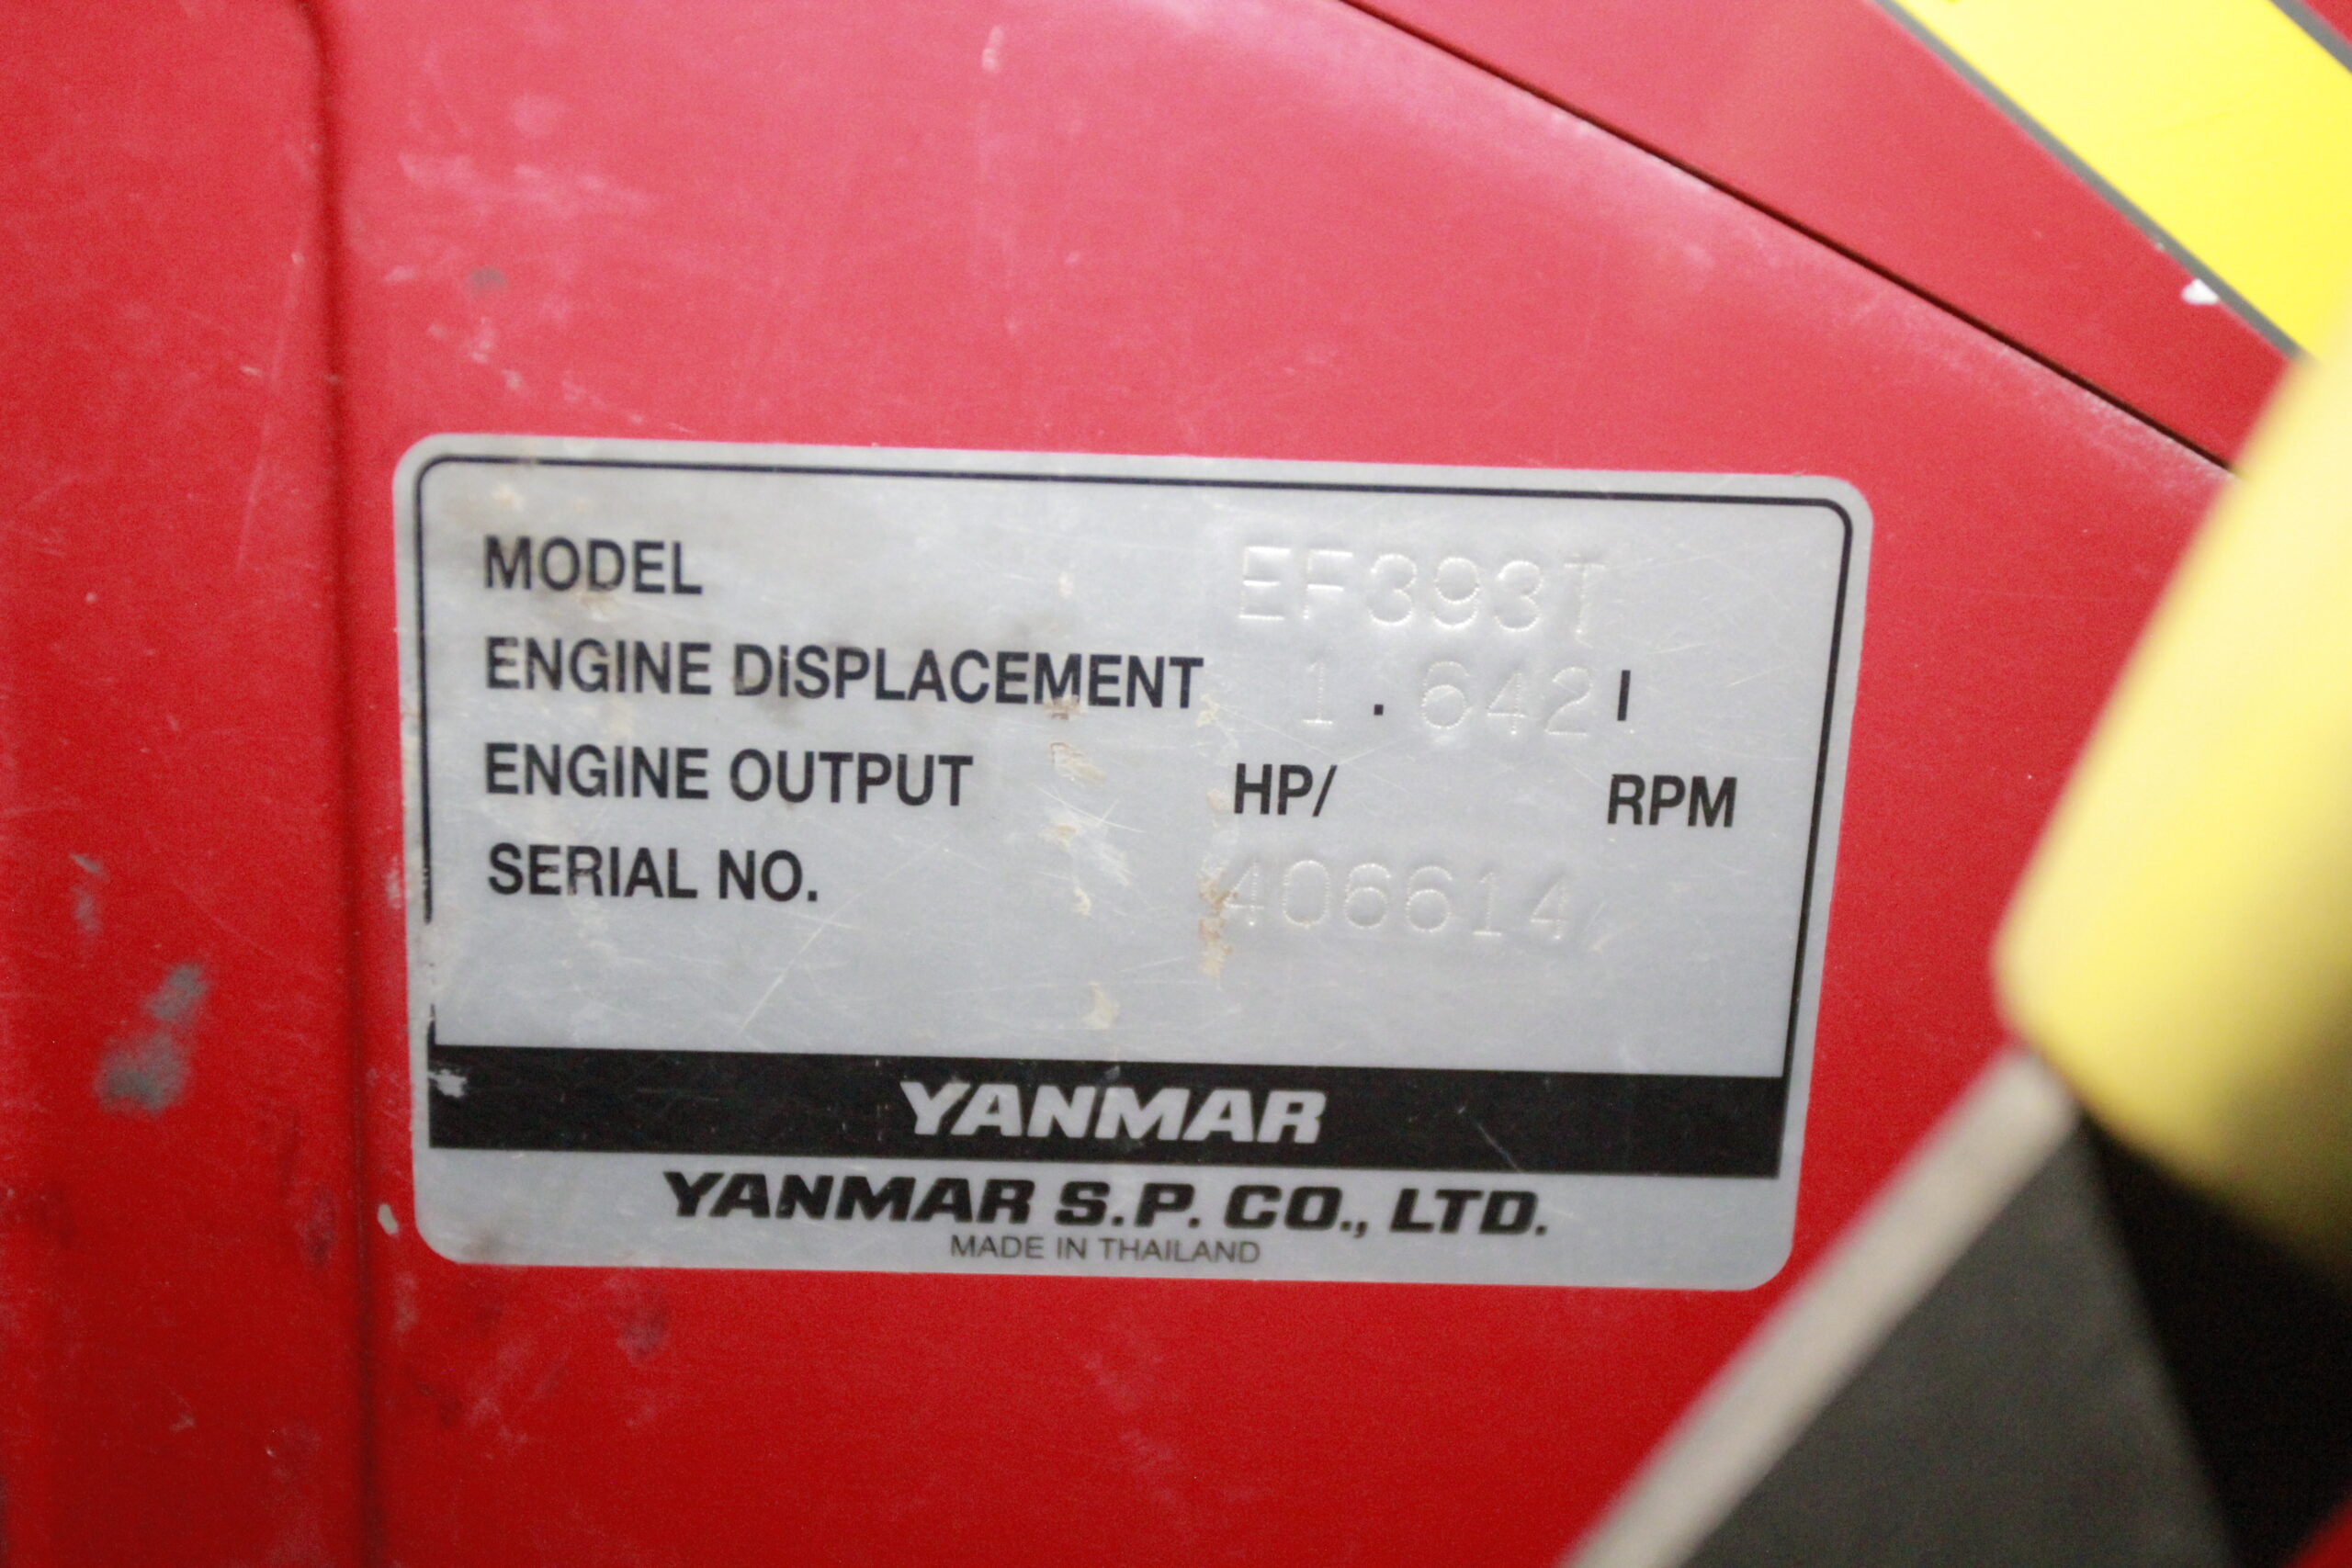 MODEL EF393T
ENGINE DISPLACEMENT 1.642 l
ENGINE OUTPUT HP/ RPM
SERIAL NO. 406614
YANMAR
YANMAR S.P. CO., LTD.
MADE IN THAILAND